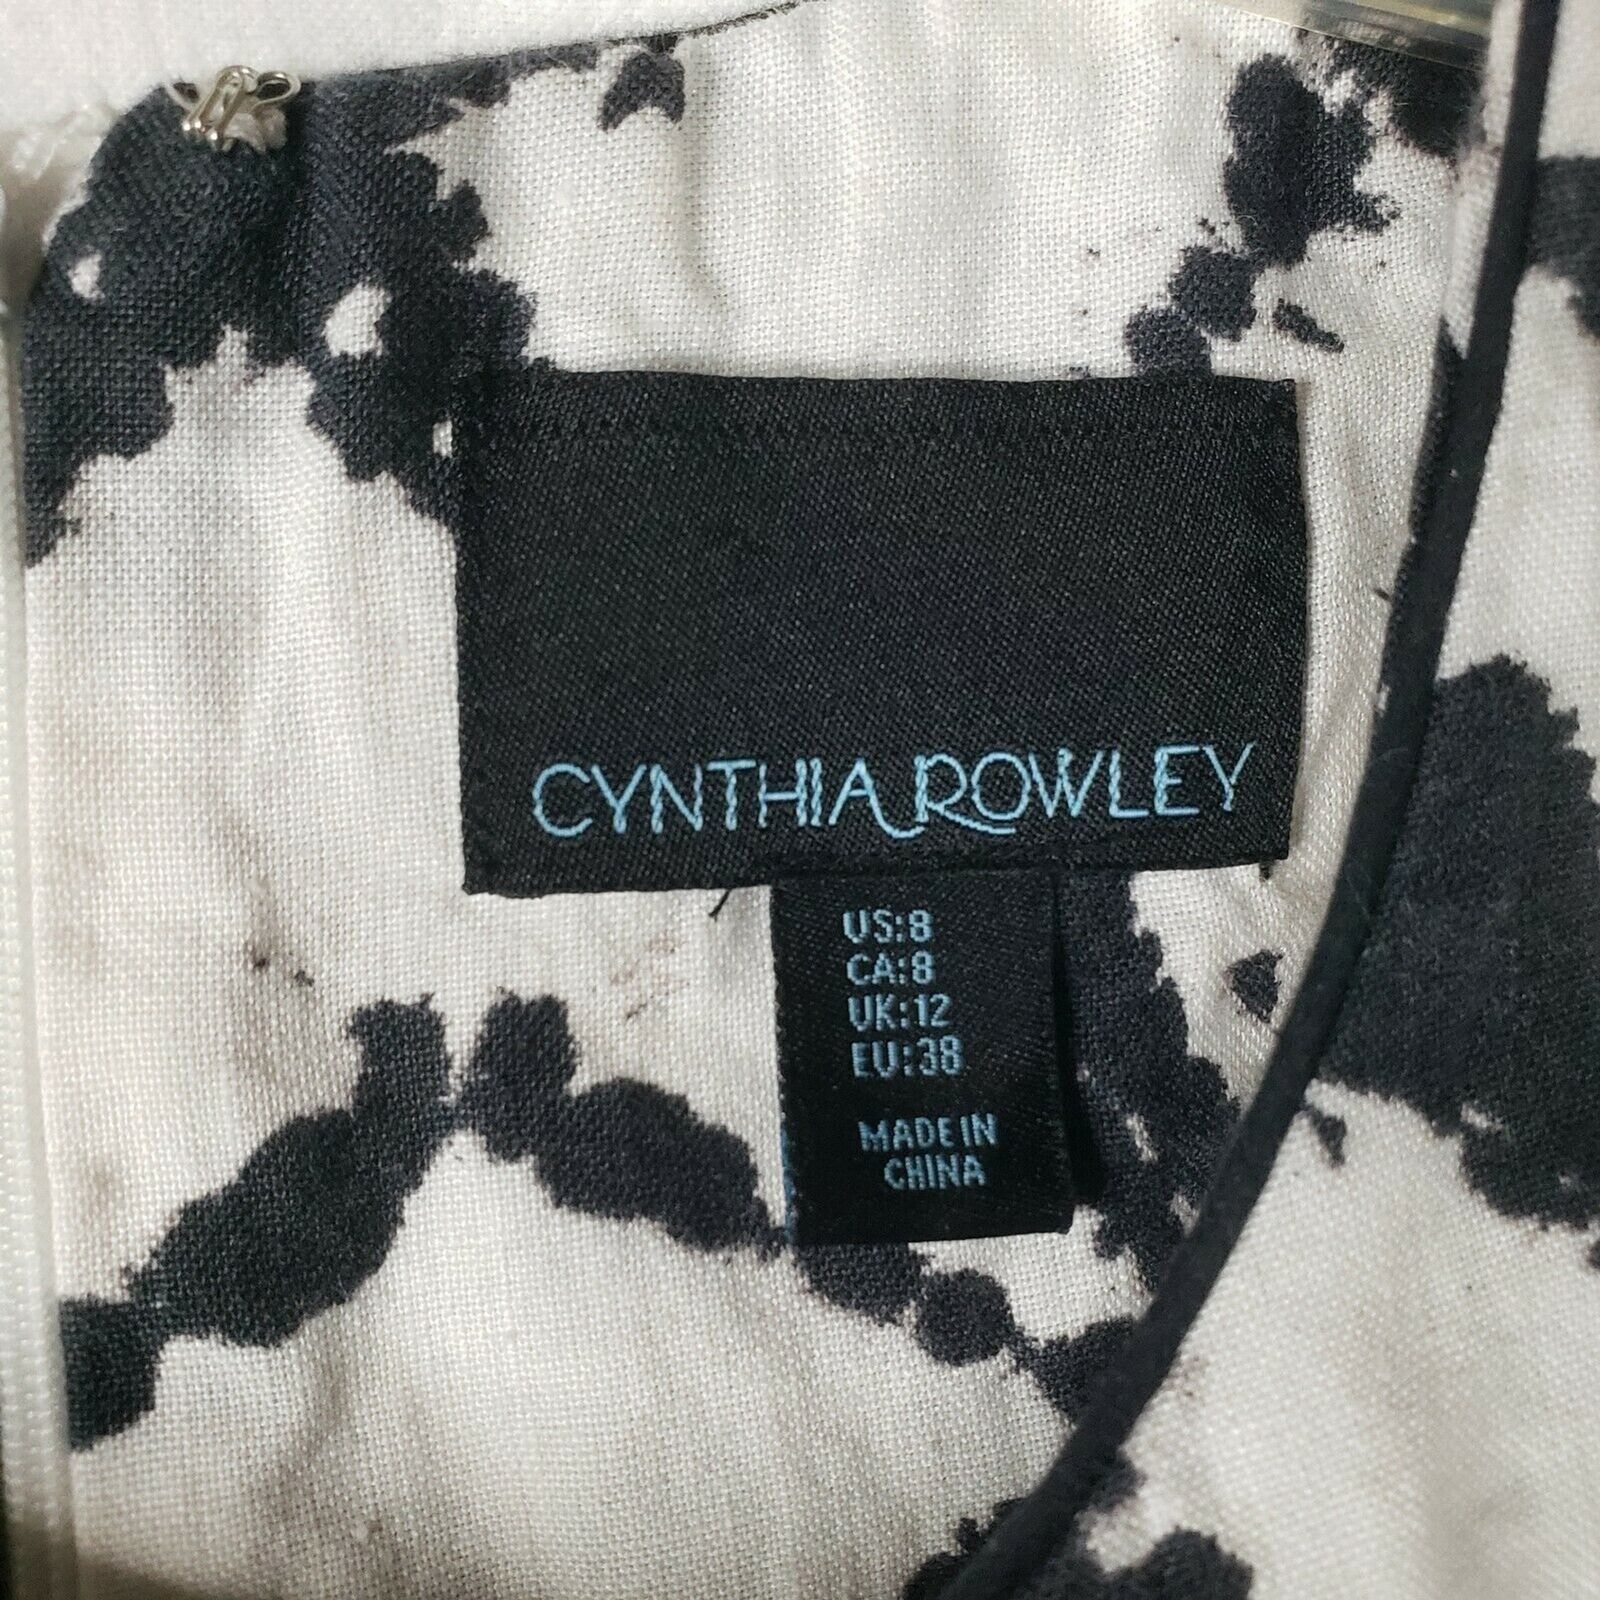 CYNTHIA ROWLEY
US:8
CA:8
UK:12
EU:38
MADE IN
CHINA